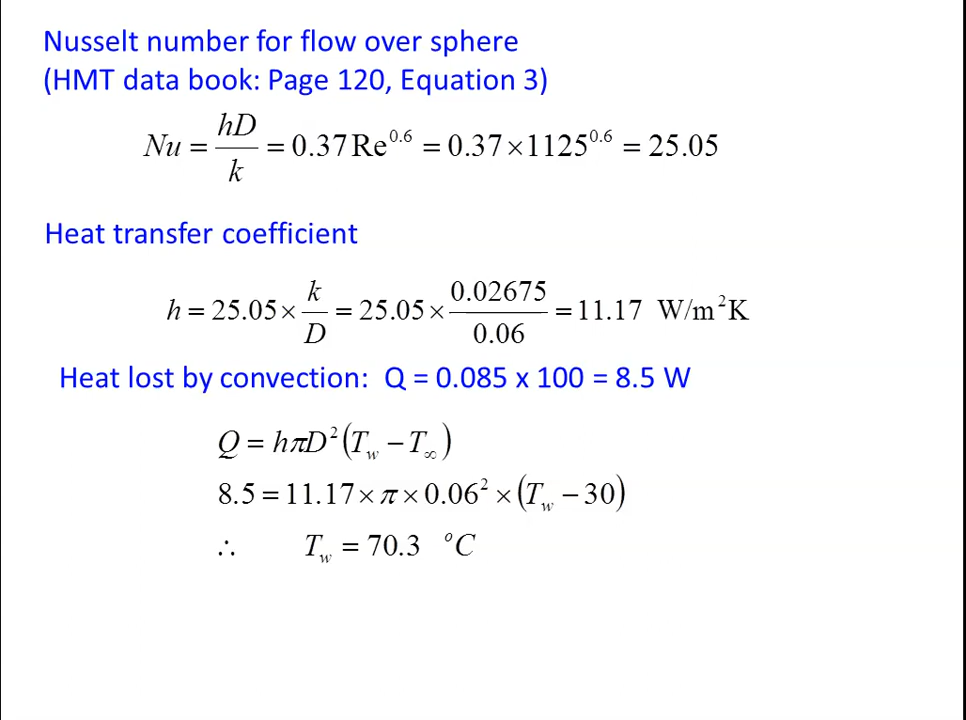 Nusselt number for flow over sphere
(HMT data book: Page 120, Equation 3)
Nu = hD/k = 0.37 Re^0.6 = 0.37 × 1125^0.6 = 25.05
Heat transfer coefficient
h = 25.05 × k/D = 25.05 × 0.02675/0.06 = 11.17 W/m²K
Heat lost by convection: Q = 0.085 x 100 = 8.5 W
Q = hπD²(T_w − T_∞)
8.5 = 11.17 × π × 0.06² × (T_w − 30)
∴ T_w = 70.3 °C